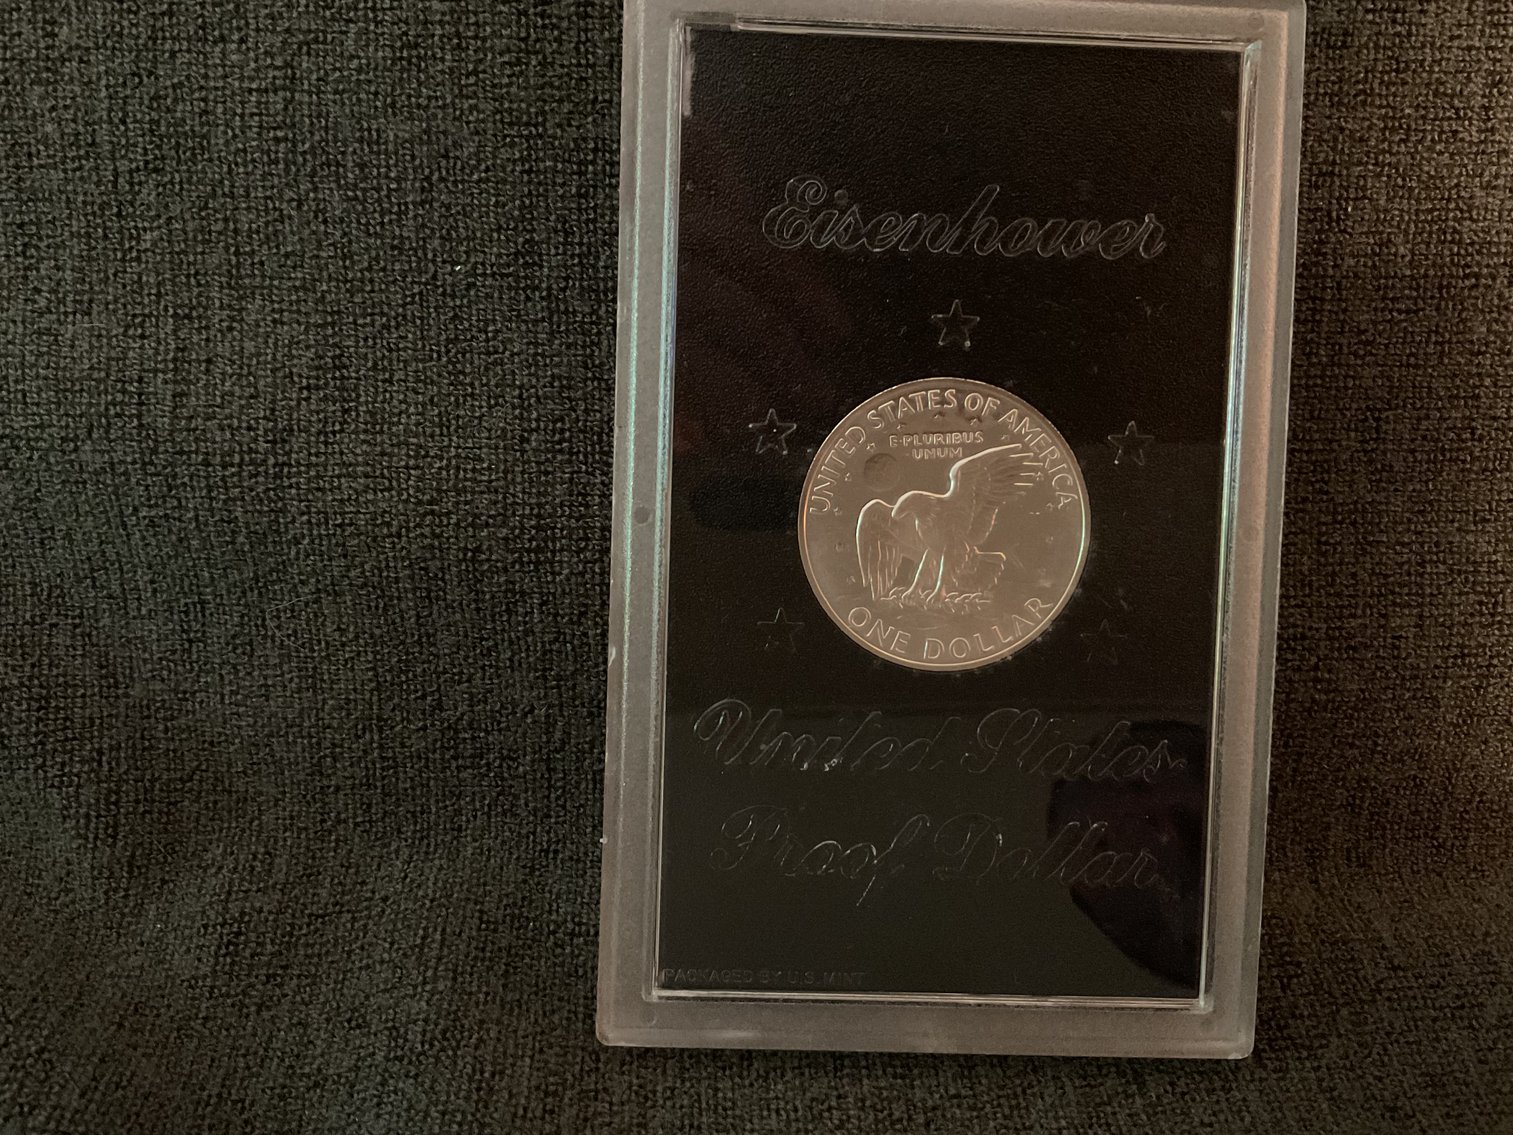 Eisenhower
UNITED STATES OF AMERICA
E·PLURIBUS
UNUM
ONE DOLLAR
United States
Proof Dollar
PACKAGED BY U.S. MINT